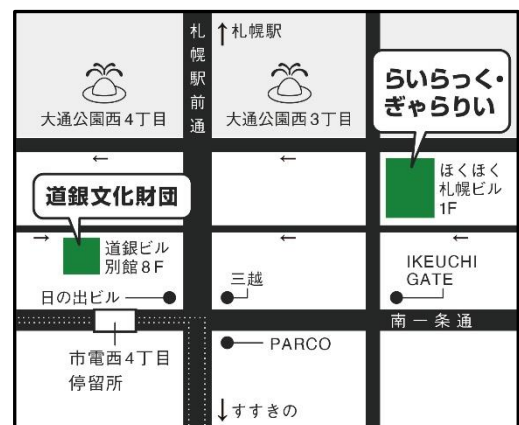 ↑札幌駅
札幌駅前通
大通公園西4丁目
大通公園西3丁目
らいらっく・
ぎゃらりい
←
←
ほくほく
札幌ビル
1F
道銀文化財団
→
道銀ビル
別館8F
←
←
三越
IKEUCHI
GATE
日の出ビル
南一条通
市電西4丁目
停留所
PARCO
↓すすきの